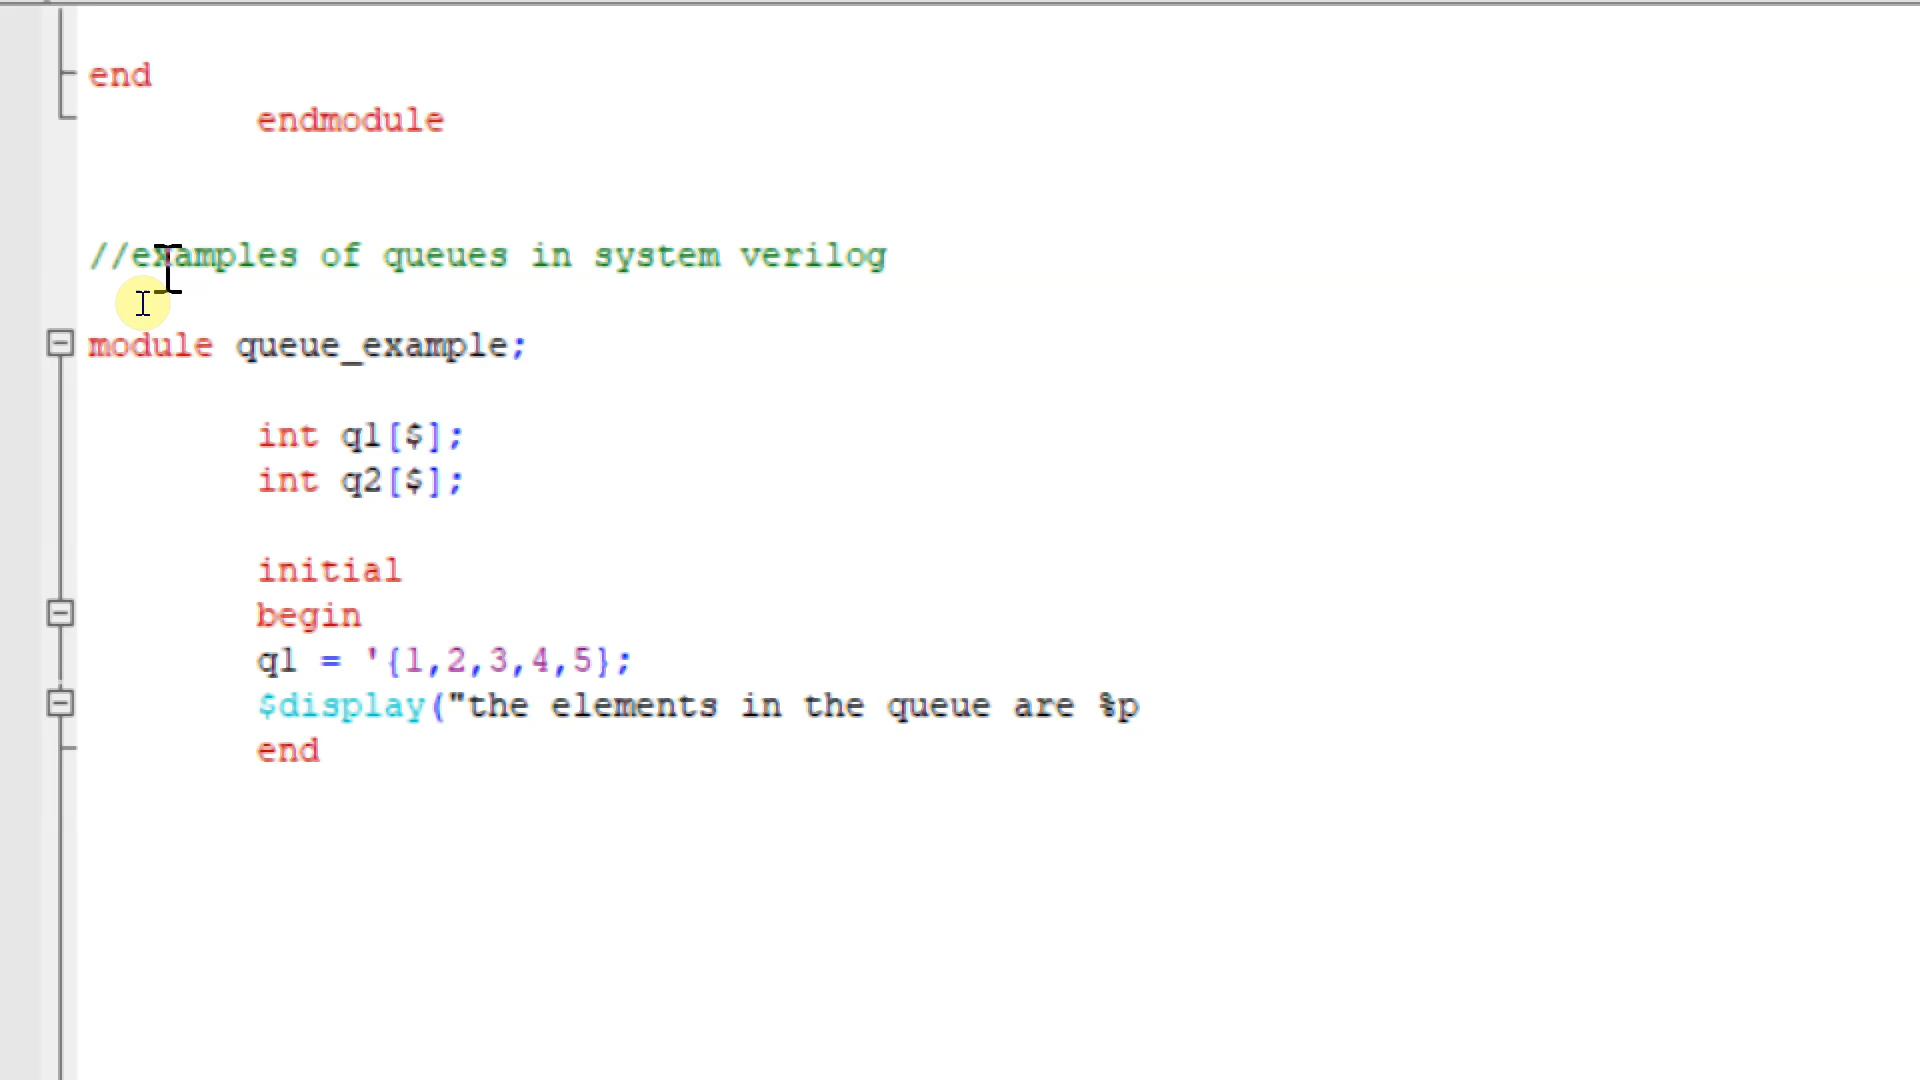 end
endmodule
//examples of queues in system verilog
module queue_example;
int q1[$];
int q2[$];
initial
begin
q1 = '{1,2,3,4,5};
$display("the elements in the queue are %p
end